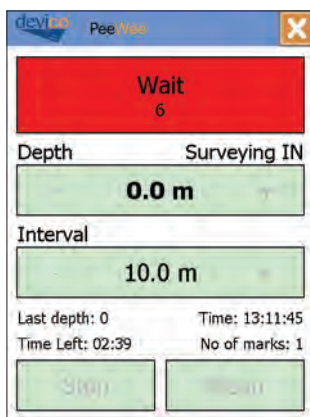 devico PeeWee
Wait
6
Depth Surveying IN
- 0.0 m +
Interval
- 10.0 m +
Last depth: 0 Time: 13:11:45
Time Left: 02:39 No of marks: 1
Stop